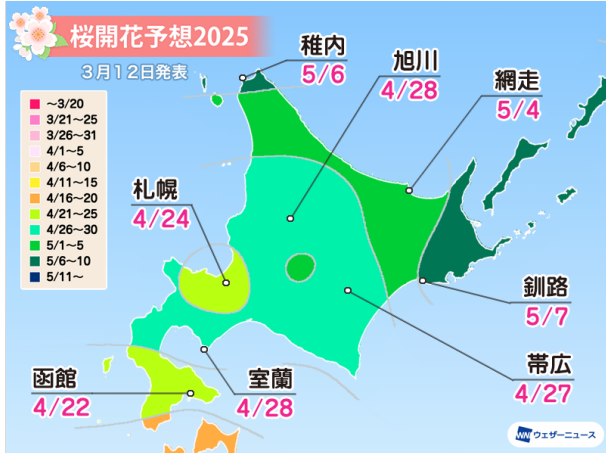 桜開花予想2025
3月12日発表
～3/20
3/21～25
3/26～31
4/1～5
4/6～10
4/11～15
4/16～20
4/21～25
4/26～30
5/1～5
5/6～10
5/11～
稚内
5/6
旭川
4/28
網走
5/4
札幌
4/24
釧路
5/7
帯広
4/27
函館
4/22
室蘭
4/28
WNI ウェザーニュース